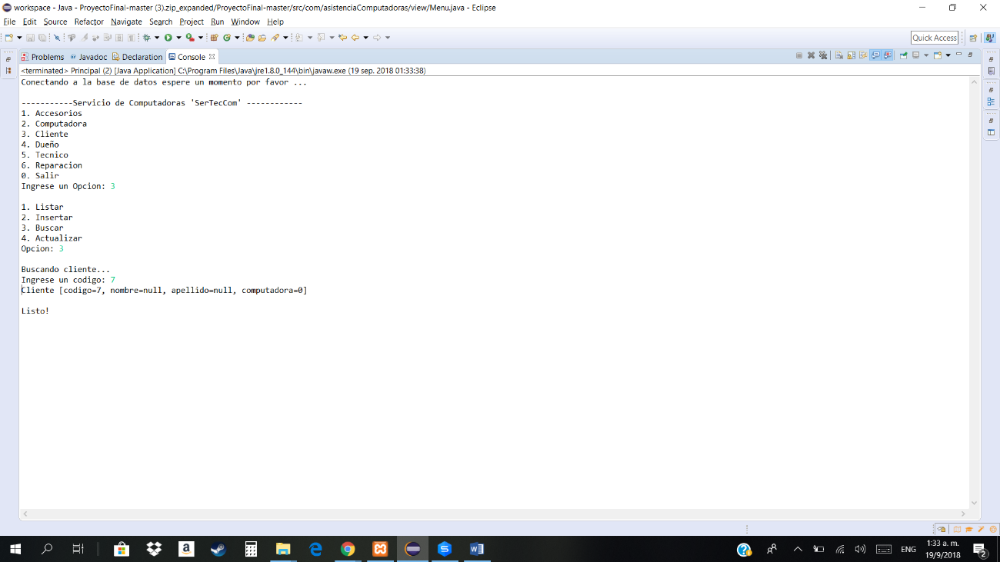 workspace - Java - ProyectoFinal-master (3).zip_expanded/ProyectoFinal-master/src/com/asistenciaComputadoras/view/Menu.java - Eclipse
File Edit Source Refactor Navigate Search Project Run Window Help
Quick Access
Problems Javadoc Declaration Console
<terminated> Principal (2) [Java Application] C:\Program Files\Java\jre1.8.0_144\bin\javaw.exe (19 sep. 2018 01:33:38)
Conectando a la base de datos espere un momento por favor ...
-----------Servicio de Computadoras 'SerTecCom' ------------
1. Accesorios
2. Computadora
3. Cliente
4. Dueño
5. Tecnico
6. Reparacion
0. Salir
Ingrese un Opcion: 3
1. Listar
2. Insertar
3. Buscar
4. Actualizar
Opcion: 3
Buscando cliente...
Ingrese un codigo: 7
Cliente [codigo=7, nombre=null, apellido=null, computadora=0]
Listo!
ENG
1:33 a. m.
19/9/2018
2